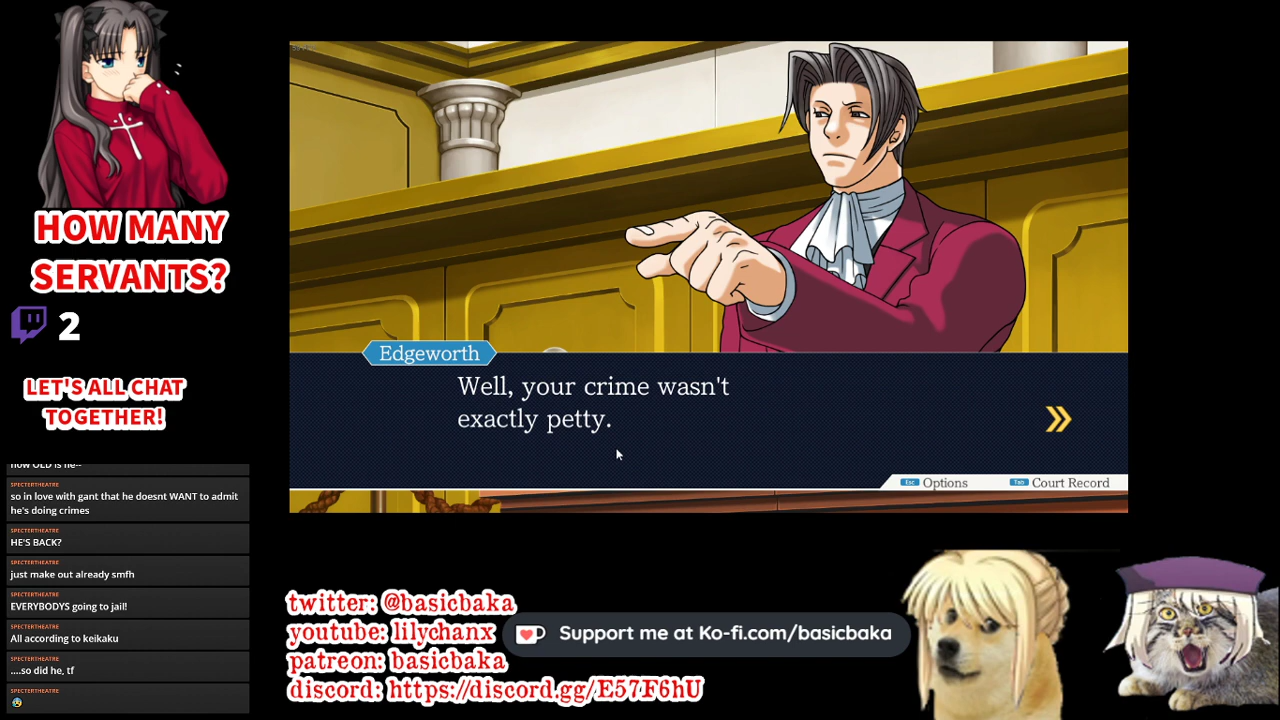 HOW MANY
SERVANTS?
2
LET'S ALL CHAT
TOGETHER!
how OLD is he--
SPECTERTHEATRE
so in love with gant that he doesnt WANT to admit
he's doing crimes
SPECTERTHEATRE
HE'S BACK?
SPECTERTHEATRE
just make out already smfh
SPECTERTHEATRE
EVERYBODYS going to jail!
SPECTERTHEATRE
All according to keikaku
SPECTERTHEATRE
....so did he, tf
SPECTERTHEATRE
Edgeworth
Well, your crime wasn't
exactly petty.
Esc Options Tab Court Record
twitter: @basicbaka
youtube: lilychanx
patreon: basicbaka
discord: https://discord.gg/E57F6hU
Support me at Ko-fi.com/basicbaka